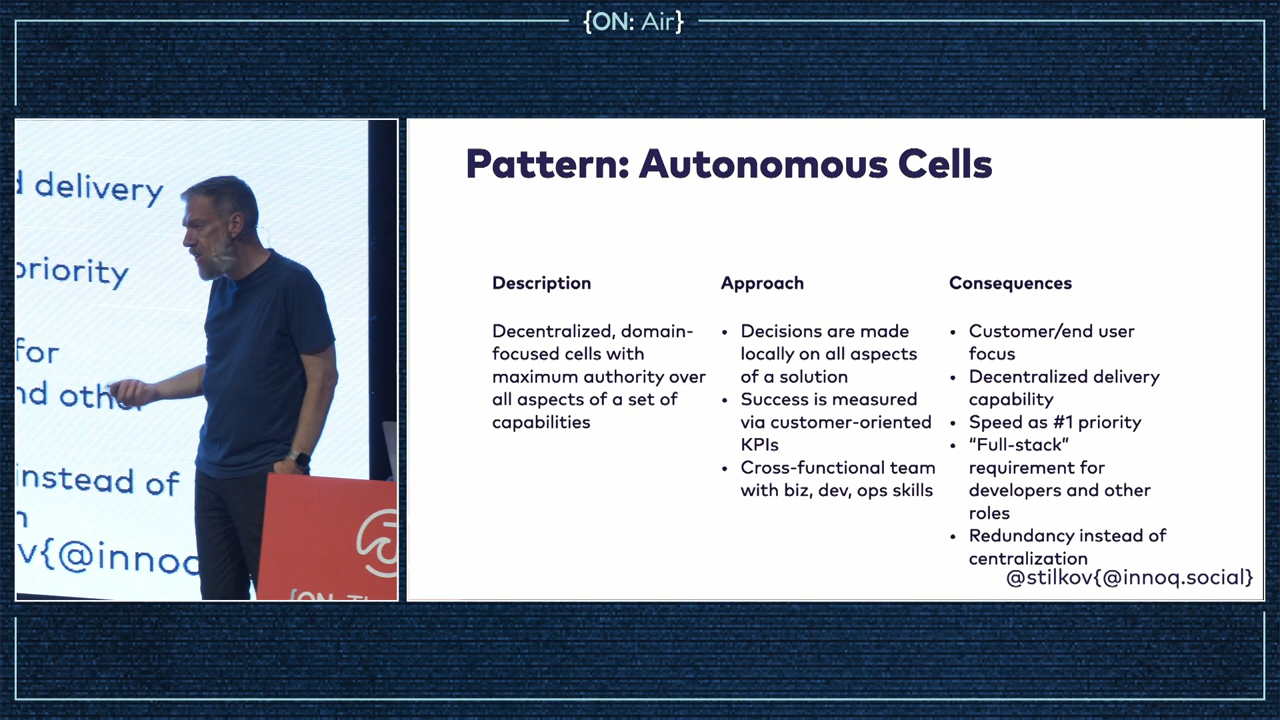 {ON: Air}
d delivery
priority
for
nd other
instead of
n
v{@innoq
{ON: Th
Pattern: Autonomous Cells
Description
Decentralized, domain-
focused cells with
maximum authority over
all aspects of a set of
capabilities
Approach
• Decisions are made
locally on all aspects
of a solution
• Success is measured
via customer-oriented
KPIs
• Cross-functional team
with biz, dev, ops skills
Consequences
• Customer/end user
focus
• Decentralized delivery
capability
• Speed as #1 priority
• “Full-stack”
requirement for
developers and other
roles
• Redundancy instead of
centralization
@stilkov{@innoq.social}